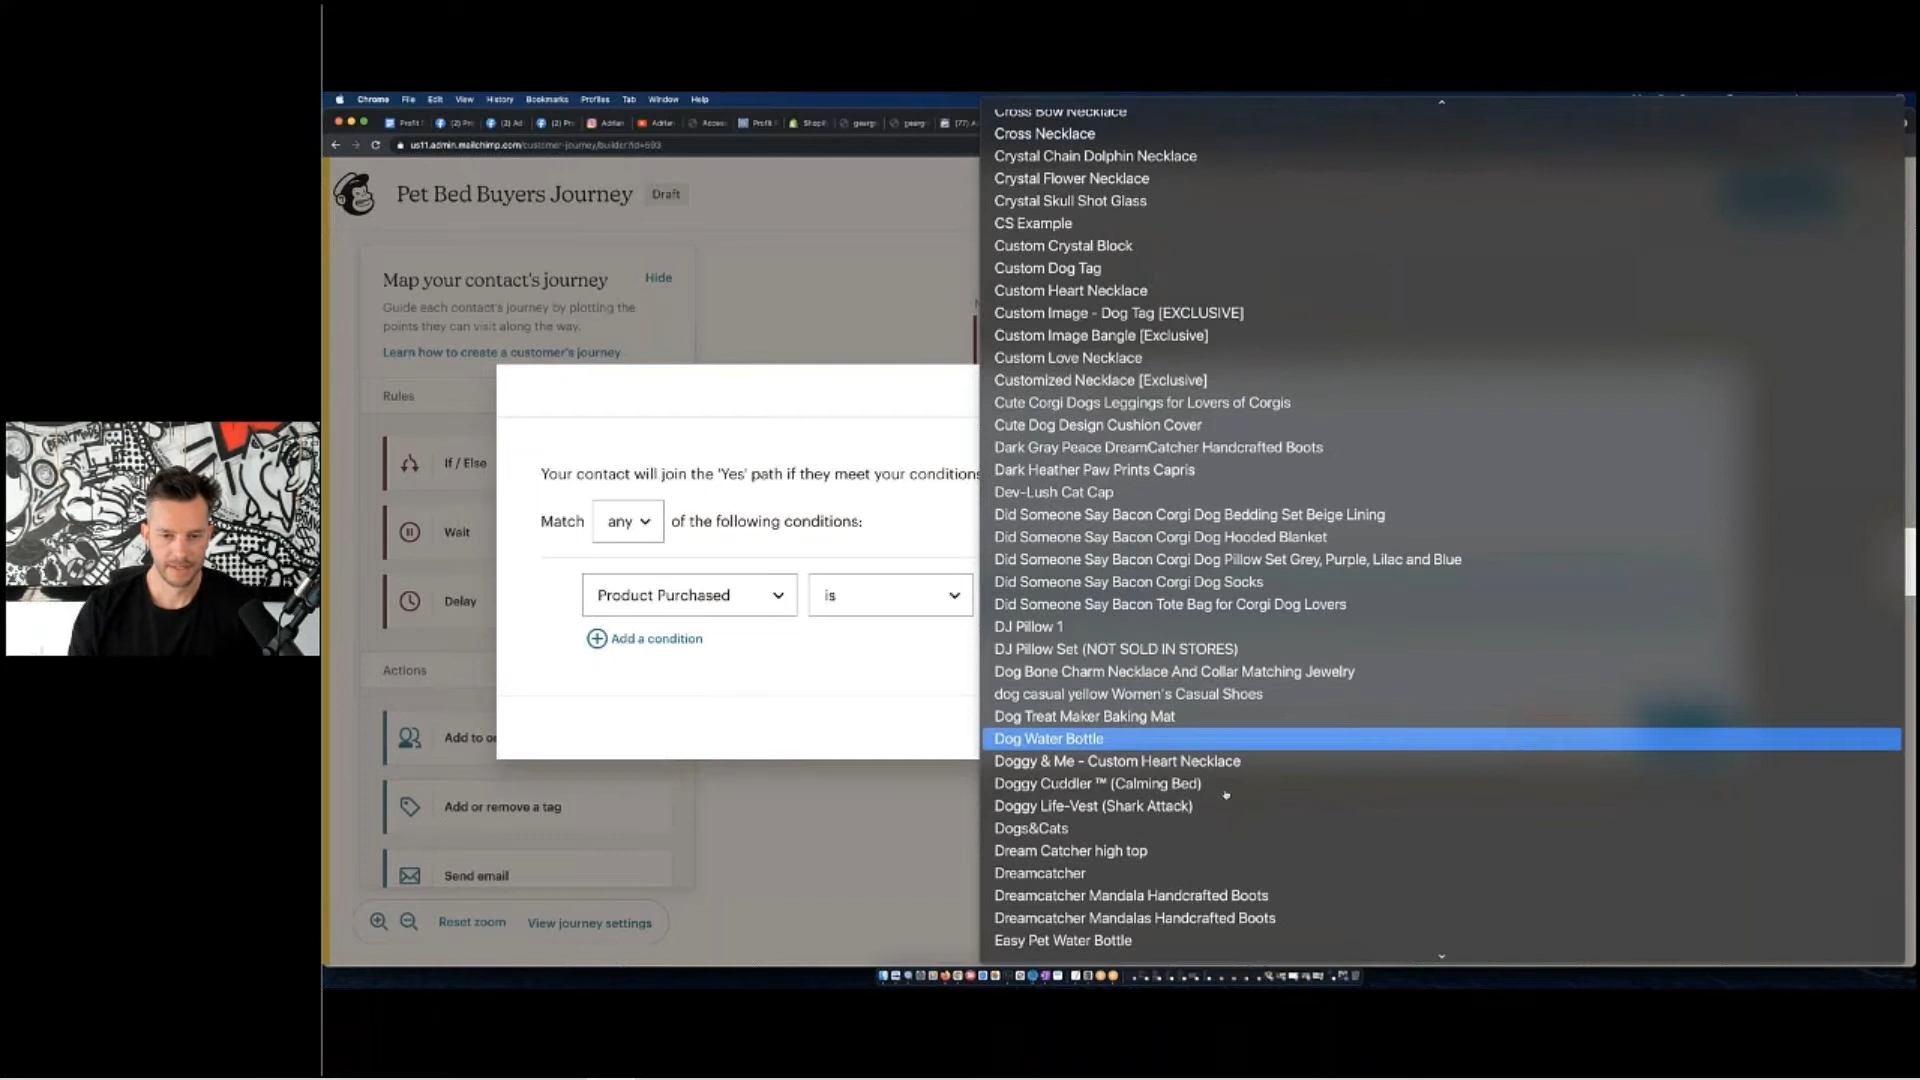 Chrome File Edit View History Bookmarks Profiles Tab Window Help
us11.admin.mailchimp.com/customer-journey/builder?id=593
Pet Bed Buyers Journey Draft
Map your contact's journey Hide
Guide each contact's journey by plotting the
points they can visit along the way.
Learn how to create a customer's journey
Rules
If / Else
Wait
Delay
Actions
Add to
Add or remove a tag
Send email
Reset zoom View journey settings
Your contact will join the 'Yes' path if they meet your conditions
Match any of the following conditions:
Product Purchased is
Add a condition
Cross Bow Necklace
Cross Necklace
Crystal Chain Dolphin Necklace
Crystal Flower Necklace
Crystal Skull Shot Glass
CS Example
Custom Crystal Block
Custom Dog Tag
Custom Heart Necklace
Custom Image - Dog Tag [EXCLUSIVE]
Custom Image Bangle [Exclusive]
Custom Love Necklace
Customized Necklace [Exclusive]
Cute Corgi Dogs Leggings for Lovers of Corgis
Cute Dog Design Cushion Cover
Dark Gray Peace DreamCatcher Handcrafted Boots
Dark Heather Paw Prints Capris
Dev-Lush Cat Cap
Did Someone Say Bacon Corgi Dog Bedding Set Beige Lining
Did Someone Say Bacon Corgi Dog Hooded Blanket
Did Someone Say Bacon Corgi Dog Pillow Set Grey, Purple, Lilac and Blue
Did Someone Say Bacon Corgi Dog Socks
Did Someone Say Bacon Tote Bag for Corgi Dog Lovers
DJ Pillow 1
DJ Pillow Set (NOT SOLD IN STORES)
Dog Bone Charm Necklace And Collar Matching Jewelry
dog casual yellow Women's Casual Shoes
Dog Treat Maker Baking Mat
Dog Water Bottle
Doggy & Me - Custom Heart Necklace
Doggy Cuddler ™ (Calming Bed)
Doggy Life-Vest (Shark Attack)
Dogs&Cats
Dream Catcher high top
Dreamcatcher
Dreamcatcher Mandala Handcrafted Boots
Dreamcatcher Mandalas Handcrafted Boots
Easy Pet Water Bottle